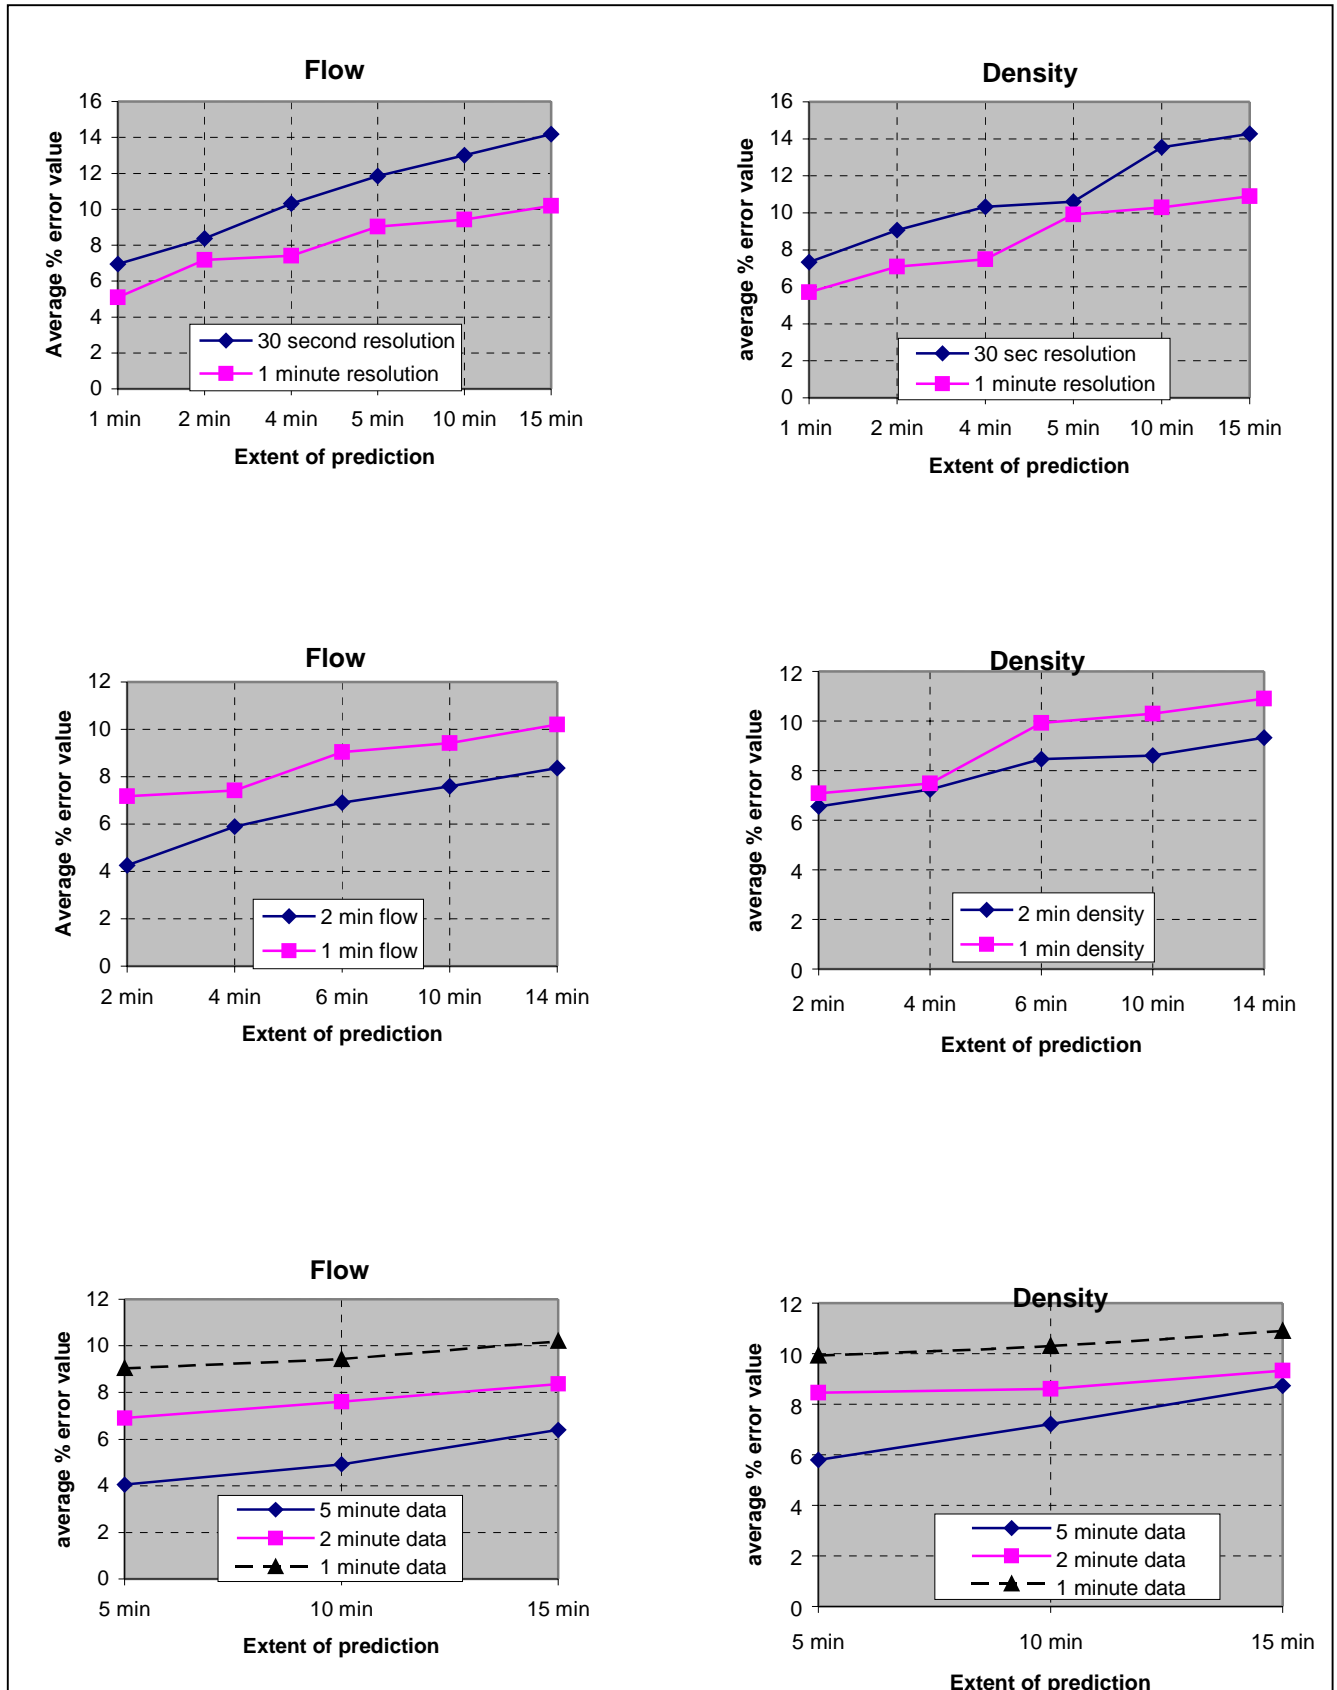 Flow
Average % error value
16
14
12
10
8
6
4
2
0
30 second resolution
1 minute resolution
1 min 2 min 4 min 5 min 10 min 15 min
Extent of prediction
Density
average % error value
16
14
12
10
8
6
4
2
0
30 sec resolution
1 minute resolution
1 min 2 min 4 min 5 min 10 min 15 min
Extent of prediction
Flow
Average % error value
12
10
8
6
4
2
0
2 min flow
1 min flow
2 min 4 min 6 min 10 min 14 min
Extent of prediction
Density
average % error value
12
10
8
6
4
2
0
2 min density
1 min density
2 min 4 min 6 min 10 min 14 min
Extent of prediction
Flow
average % error value
12
10
8
6
4
2
0
5 minute data
2 minute data
1 minute data
5 min 10 min 15 min
Extent of prediction
Density
average % error value
12
10
8
6
4
2
0
5 minute data
2 minute data
1 minute data
5 min 10 min 15 min
Extent of prediction